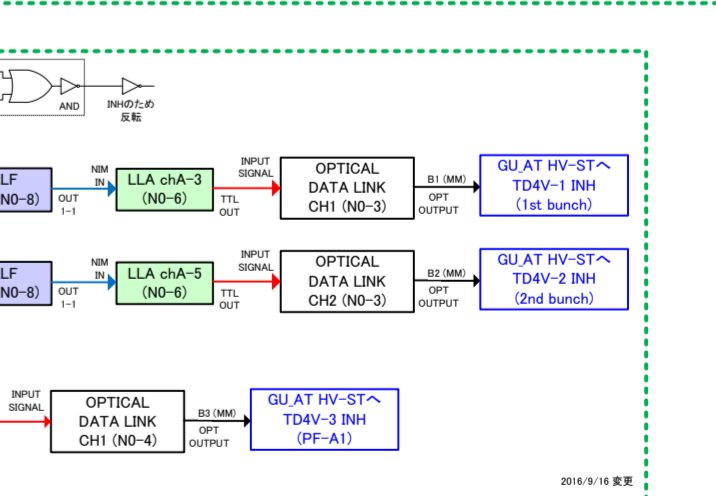 AND
INHのため
反転
LF
N0-8)
OUT
1-1
NIM
IN
LLA chA-3
(N0-6)
TTL
OUT
INPUT
SIGNAL
OPTICAL
DATA LINK
CH1 (N0-3)
B1 (MM)
OPT
OUTPUT
GU_AT HV-STへ
TD4V-1 INH
(1st bunch)
LF
N0-8)
OUT
1-1
NIM
IN
LLA chA-5
(N0-6)
TTL
OUT
INPUT
SIGNAL
OPTICAL
DATA LINK
CH2 (N0-3)
B2 (MM)
OPT
OUTPUT
GU_AT HV-STへ
TD4V-2 INH
(2nd bunch)
INPUT
SIGNAL
OPTICAL
DATA LINK
CH1 (N0-4)
B3 (MM)
OPT
OUTPUT
GU_AT HV-STへ
TD4V-3 INH
(PF-A1)
2016/9/16 変更